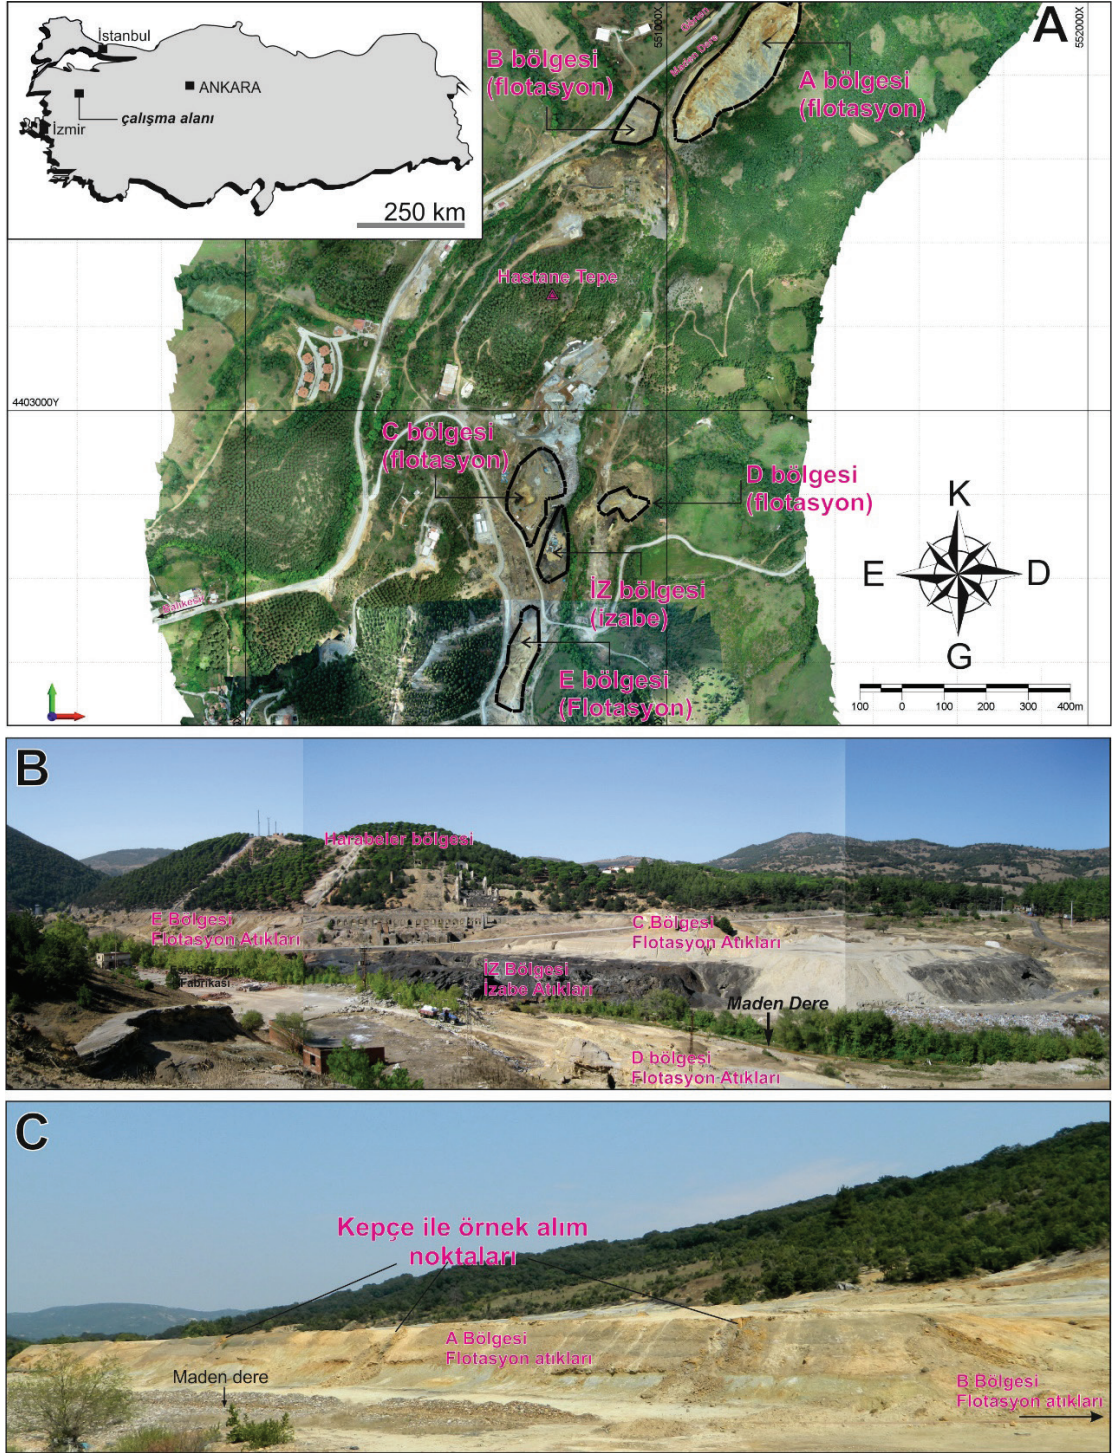 A
İstanbul
ANKARA
çalışma alanı
İzmir
250 km
551000X
552000X
Gönen
Maden Dere
B bölgesi
(flotasyon)
A bölgesi
(flotasyon)
Hastane Tepe
4403000Y
C bölgesi
(flotasyon)
D bölgesi
(flotasyon)
İZ bölgesi
(izabe)
Balıkesir
E bölgesi
(Flotasyon)
K
E
D
G
100 0 100 200 300 400m
B
Harabeler bölgesi
E Bölgesi
Flotasyon Atıkları
C Bölgesi
Flotasyon Atıkları
Fabrikası
İZ Bölgesi
İzabe Atıkları
Maden Dere
D bölgesi
Flotasyon Atıkları
C
Kepçe ile örnek alım
noktaları
A Bölgesi
Flotasyon atıkları
Maden dere
B Bölgesi
Flotasyon atıkları